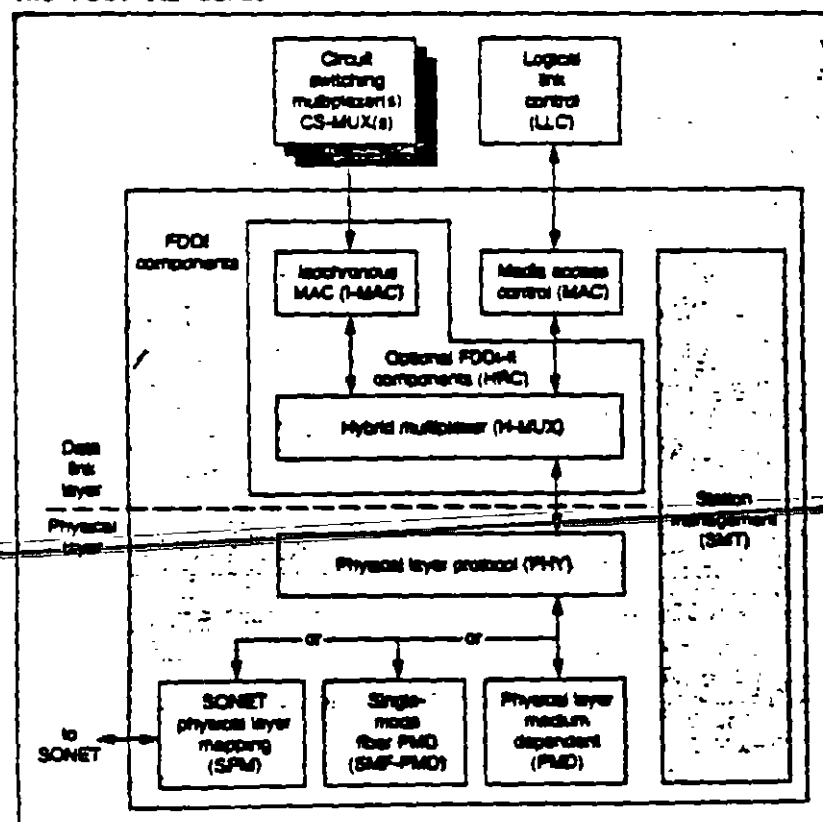 Circuit
switching
multiplexer(s)
CS-MUX(s)
Logical
link
control
(LLC)
FDDI
components
Isochronous
MAC (I-MAC)
Media access
control (MAC)
Optional FDDI-II
components (HRC)
Hybrid multiplexer (H-MUX)
Data
link
layer
Physical
layer
Station
management
(SMT)
Physical layer protocol (PHY)
or
or
to
SONET
SONET
physical layer
mapping
(SPM)
Single-
mode
fiber PMD
(SMF-PMD)
Physical layer
medium
dependent
(PMD)